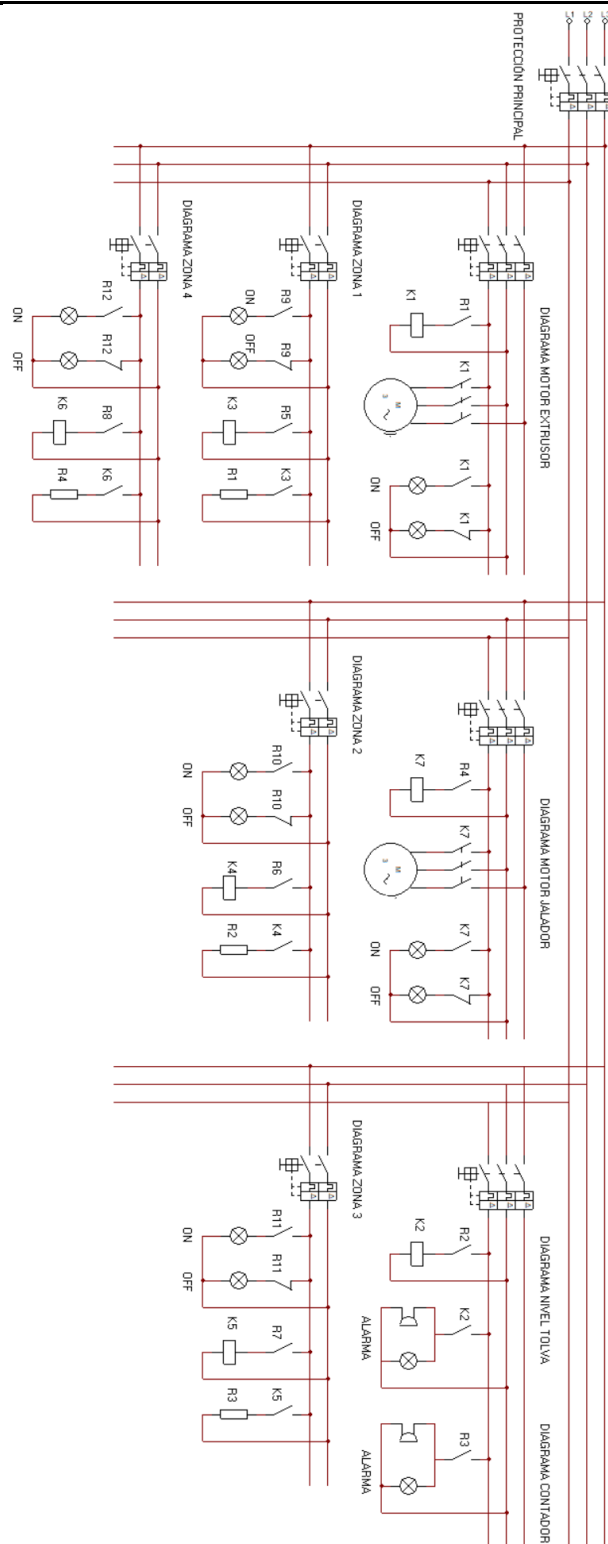 L3
L2
L1
PROTECCIÓN PRINCIPAL
DIAGRAMA MOTOR EXTRUSOR
R1
K1
K1
M
3
~
K1
K1
ON
OFF
DIAGRAMA MOTOR JALADOR
R4
K7
K7
M
3
~
K7
K7
ON
OFF
DIAGRAMA NIVEL TOLVA
R2
K2
K2
ALARMA
DIAGRAMA CONTADOR
R3
ALARMA
DIAGRAMA ZONA 1
R9
R9
ON
OFF
R5
K3
K3
R1
DIAGRAMA ZONA 2
R10
R10
ON
OFF
R6
K4
K4
R2
DIAGRAMA ZONA 3
R11
R11
ON
OFF
R7
K5
K5
R3
DIAGRAMA ZONA 4
R12
R12
ON
OFF
R8
K6
K6
R4